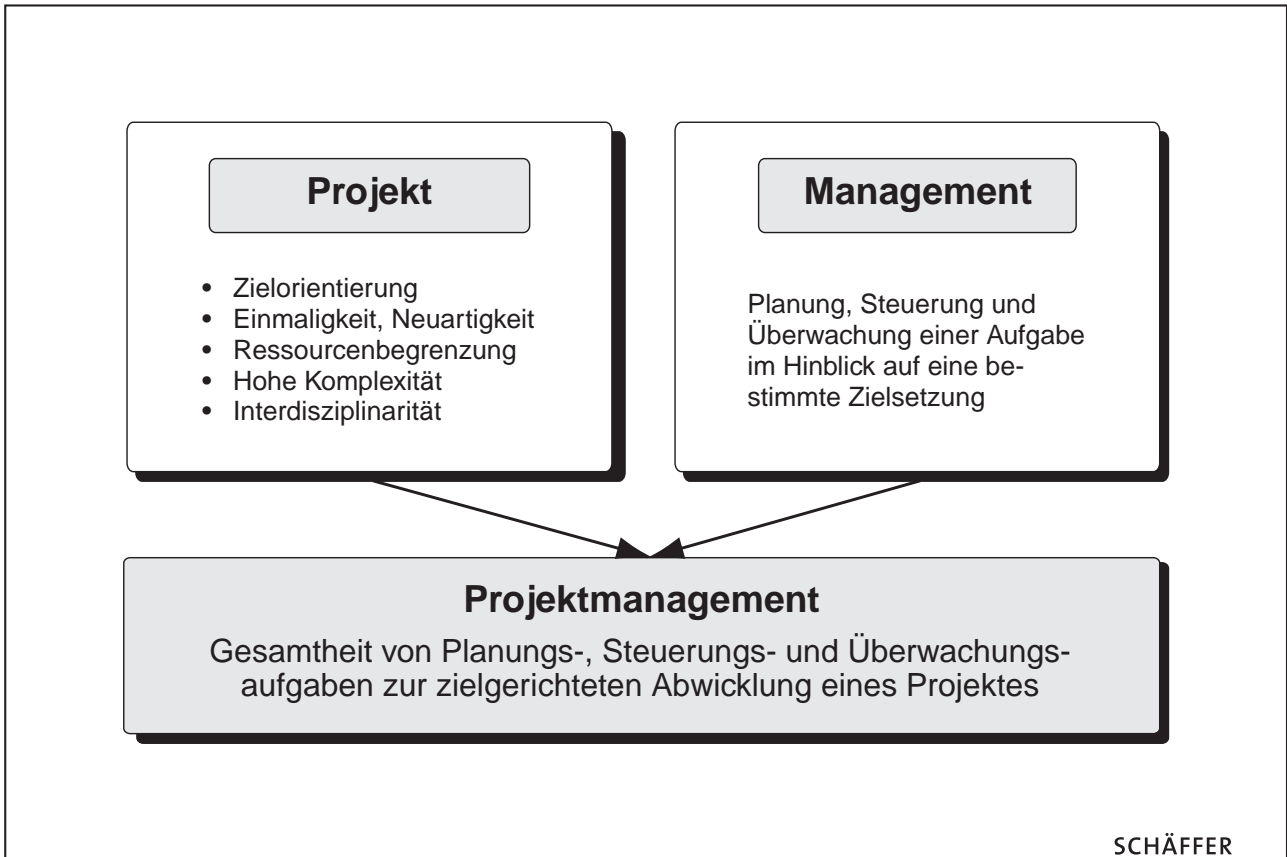 Projekt
• Zielorientierung
• Einmaligkeit, Neuartigkeit
• Ressourcenbegrenzung
• Hohe Komplexität
• Interdisziplinarität
Management
Planung, Steuerung und
Überwachung einer Aufgabe
im Hinblick auf eine be-
stimmte Zielsetzung
Projektmanagement
Gesamtheit von Planungs-, Steuerungs- und Überwachungs-
aufgaben zur zielgerichteten Abwicklung eines Projektes
SCHÄFFER